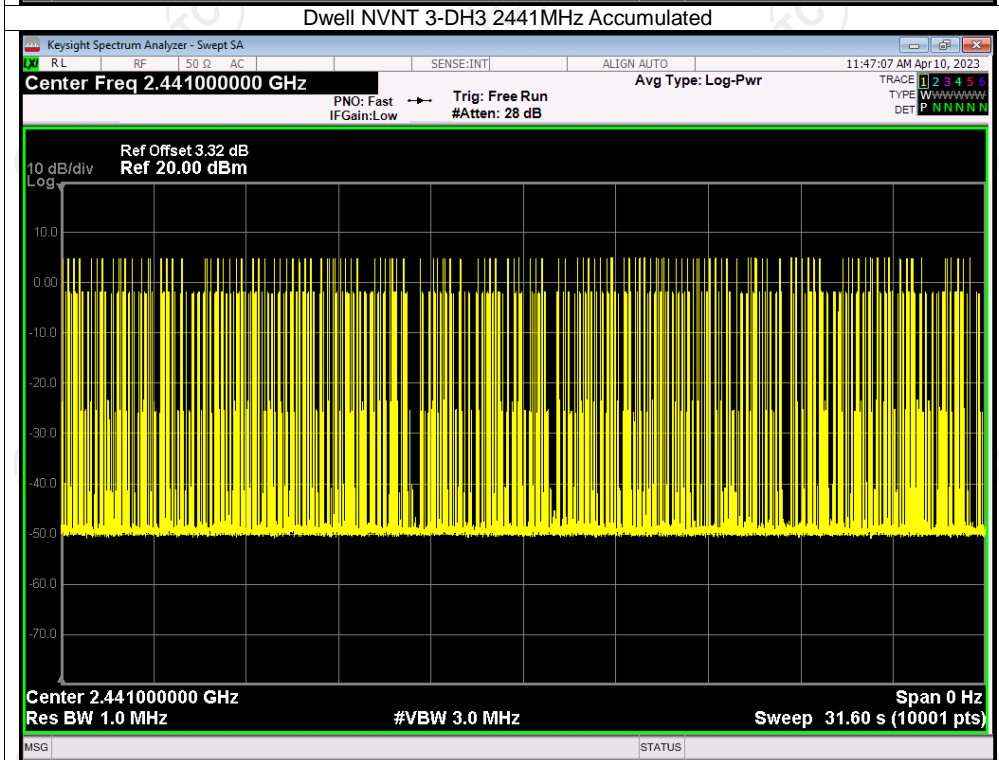 Dwell NVNT 3-DH3 2441MHz Accumulated
Keysight Spectrum Analyzer - Swept SA
LXI RL RF 50 Ω AC SENSE:INT ALIGN AUTO 11:47:07 AM Apr 10, 2023
Center Freq 2.441000000 GHz
PNO: Fast
IFGain:Low
Trig: Free Run
#Atten: 28 dB
Avg Type: Log-Pwr
TRACE 1 2 3 4 5 6
TYPE WWWWWW
DET P N N N N N
10 dB/div
Log
Ref Offset 3.32 dB
Ref 20.00 dBm
10.0
0.00
-10.0
-20.0
-30.0
-40.0
-50.0
-60.0
-70.0
Center 2.441000000 GHz Span 0 Hz
Res BW 1.0 MHz #VBW 3.0 MHz Sweep 31.60 s (10001 pts)
MSG STATUS